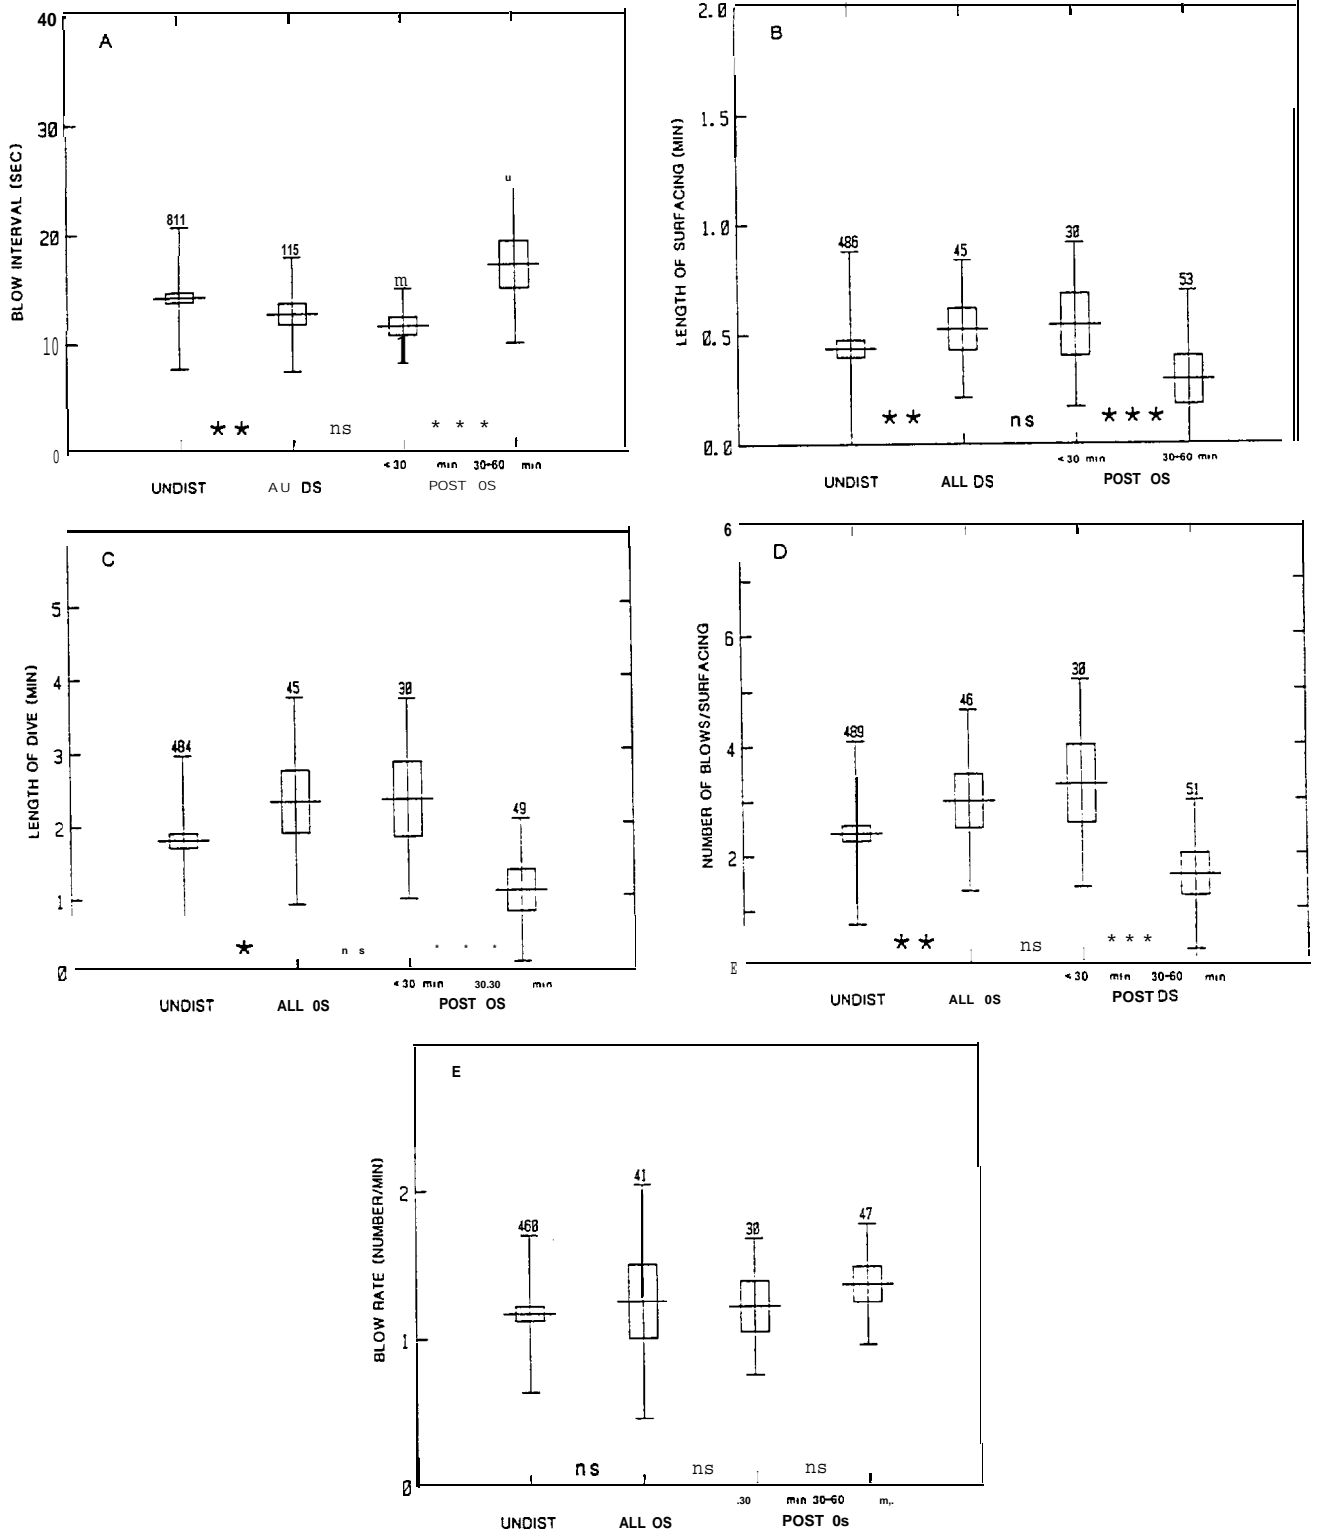 40
A
30
BLOW INTERVAL (SEC)
u
811
20
115
m
10
** ns ***
0
<30 min 30-60 min
UNDIST AU DS POST 0S
2.0
B
1.5
LENGTH OF SURFACING (MIN)
1.0
486
45
30
53
0.5
** ns ***
0.0
<30 min 30-60 min
UNDIST ALL DS POST OS
C
5
LENGTH OF DIVE (MIN)
4
45
30
3
484
49
2
1
* ns ***
0
<30 min 30.30 min
UNDIST ALL 0S POST OS
6
D
6
NUMBER OF BLOWS/SURFACING
30
46
4
489
51
2
** ns ***
E
<30 min 30-60 min
UNDIST ALL 0S POST DS
E
BLOW RATE (NUMBER/MIN)
2
41
460
30
47
1
ns ns ns
0
.30 min 30-60 m,.
UNDIST ALL OS POST 0s